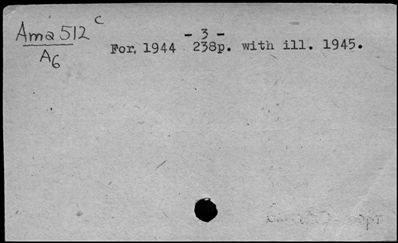 Ama 512 c
A6
- 3 -
For, 1944 238p. with ill. 1945.